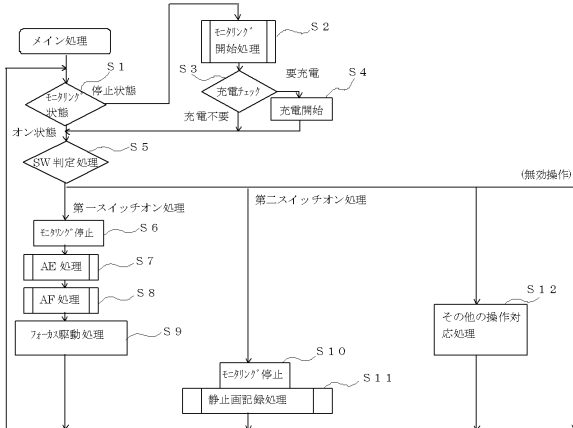 メイン処理
S1
ﾓﾆﾀﾘﾝｸﾞ
状態
停止状態
オン状態
ﾓﾆﾀﾘﾝｸﾞ
開始処理
S2
S3
充電ﾁｪｯｸ
要充電
S4
充電開始
充電不要
S5
SW判定処理
(無効操作)
第一スイッチオン処理
第二スイッチオン処理
ﾓﾆﾀﾘﾝｸﾞ停止
S6
AE 処理
S7
AF 処理
S8
ﾌｫｰｶｽ駆動処理
S9
S10
ﾓﾆﾀﾘﾝｸﾞ停止
S11
静止画記録処理
S12
その他の操作対
応処理